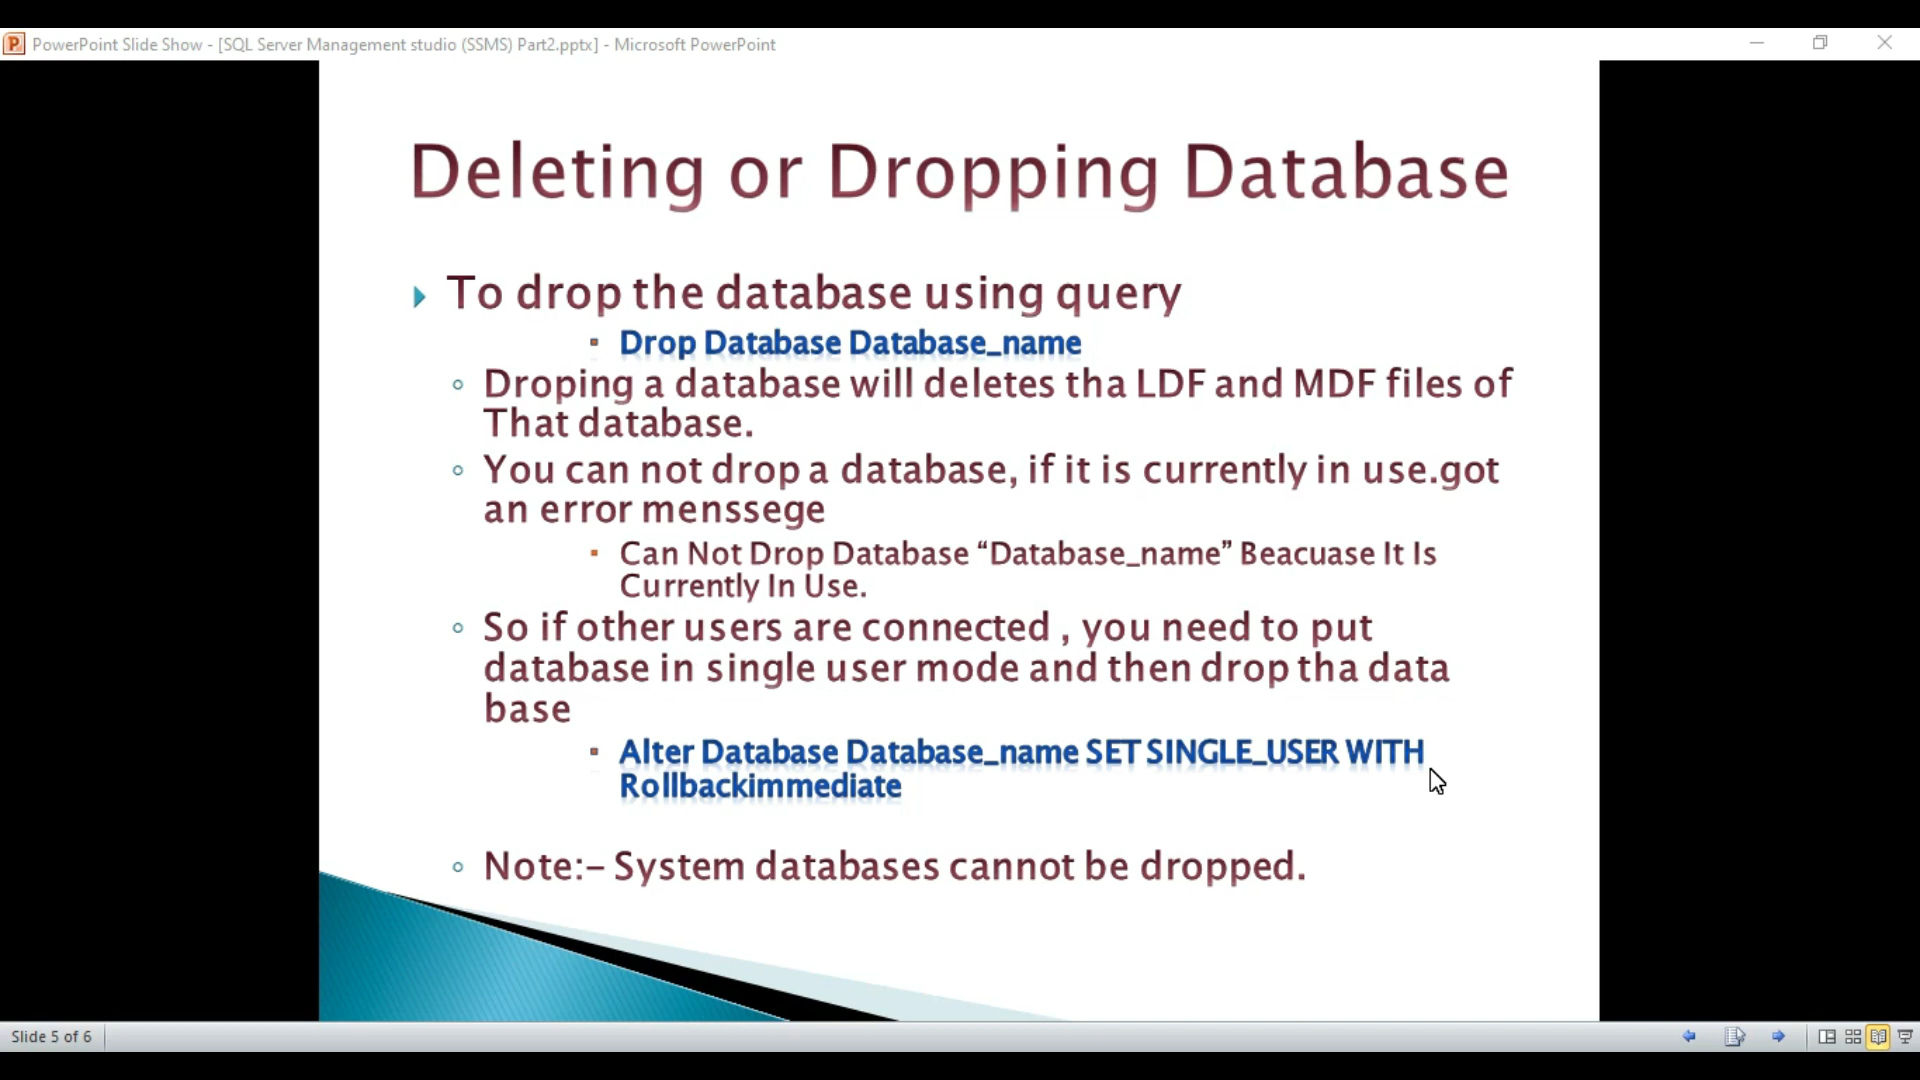 PowerPoint Slide Show - [SQL Server Management studio (SSMS) Part2.pptx] - Microsoft PowerPoint
Deleting or Dropping Database
To drop the database using query
Drop Database Database_name
Droping a database will deletes tha LDF and MDF files of
That database.
You can not drop a database, if it is currently in use.got
an error menssege
Can Not Drop Database “Database_name” Beacuase It Is
Currently In Use.
So if other users are connected , you need to put
database in single user mode and then drop tha data
base
Alter Database Database_name SET SINGLE_USER WITH
Rollbackimmediate
Note:- System databases cannot be dropped.
Slide 5 of 6